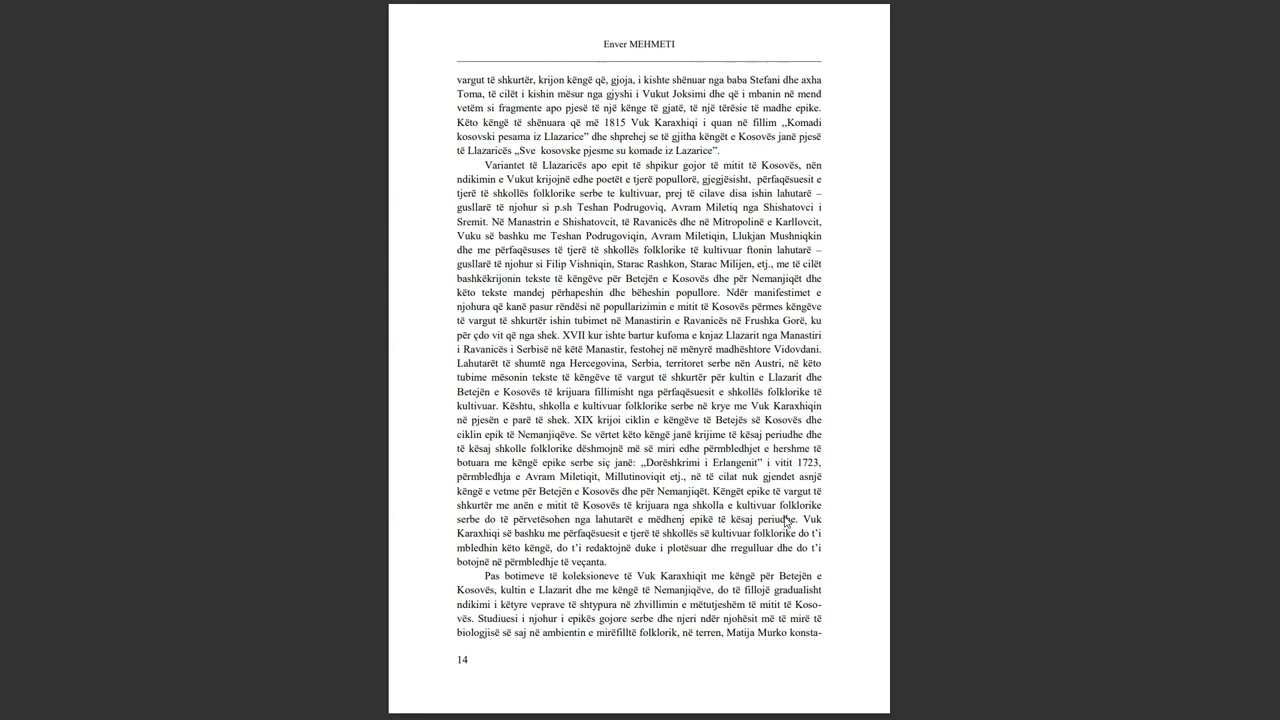 Enver MEHMETI
vargut të shkurtër, krijon këngë që, gjoja, i kishte shënuar nga baba Stefani dhe axha
Toma, të cilët i kishin mësur nga gjyshi i Vukut Joksimi dhe që i mbanin në mend
vetëm si fragmente apo pjesë të një kënge të gjatë, të një tërësie të madhe epike.
Këto këngë të shënuara që më 1815 Vuk Karaxhiqi i quan në fillim ,,Komadi
kosovski pesama iz Llazarice” dhe shprehej se të gjitha këngët e Kosovës janë pjesë
të Llazaricës „Sve kosovske pjesme su komade iz Lazarice”.
Variantet të Llazaricës apo epit të shpikur gojor të mitit të Kosovës, nën
ndikimin e Vukut krijojnë edhe poetët e tjerë popullorë, gjegjësisht, përfaqësuesit e
tjerë të shkollës folklorike serbe te kultivuar, prej të cilave disa ishin lahutarë –
gusllarë të njohur si p.sh Teshan Podrugoviq, Avram Miletiq nga Shishatovci i
Sremit. Në Manastrin e Shishatovcit, të Ravanicës dhe në Mitropolinë e Karllovcit,
Vuku së bashku me Teshan Podrugoviqin, Avram Miletiqin, Llukjan Mushniqkin
dhe me përfaqësuses të tjerë të shkollës folklorike të kultivuar ftonin lahutarë –
gusllarë të njohur si Filip Vishniqin, Starac Rashkon, Starac Milijen, etj., me të cilët
bashkëkrijonin tekste të këngëve për Betejën e Kosovës dhe për Nemanjiqët dhe
këto tekste mandej përhapeshin dhe bëheshin popullore. Ndër manifestimet e
njohura që kanë pasur rëndësi në popullarizimin e mitit të Kosovës përmes këngëve
të vargut të shkurtër ishin tubimet në Manastirin e Ravanicës në Frushka Gorë, ku
për çdo vit që nga shek. XVII kur ishte bartur kufoma e knjaz Llazarit nga Manastiri
i Ravanicës i Serbisë në këtë Manastir, festohej në mënyrë madhështore Vidovdani.
Lahutarët të shumtë nga Hercegovina, Serbia, territoret serbe nën Austri, në këto
tubime mësonin tekste të këngëve të vargut të shkurtër për kultin e Llazarit dhe
Betejën e Kosovës të krijuara fillimisht nga përfaqësuesit e shkollës folklorike të
kultivuar. Kështu, shkolla e kultivuar folklorike serbe në krye me Vuk Karaxhiqin
në pjesën e parë të shek. XIX krijoi ciklin e këngëve të Betejës së Kosovës dhe
ciklin epik të Nemanjiqëve. Se vërtet këto këngë janë krijime të kësaj periudhe dhe
të kësaj shkolle folklorike dëshmojnë më së miri edhe përmbledhjet e hershme të
botuara me këngë epike serbe siç janë: „Dorëshkrimi i Erlangenit” i vitit 1723,
përmbledhja e Avram Miletiqit, Millutinoviqit etj., në të cilat nuk gjendet asnjë
këngë e vetme për Betejën e Kosovës dhe për Nemanjiqët. Këngët epike të vargut të
shkurtër me anën e mitit të Kosovës të krijuara nga shkolla e kultivuar folklorike
serbe do të përvetësohen nga lahutarët e mëdhenj epikë të kësaj periudhe. Vuk
Karaxhiqi së bashku me përfaqësuesit e tjerë të shkollës së kultivuar folklorike do t’i
mbledhin këto këngë, do t’i redaktojnë duke i plotësuar dhe rregulluar dhe do t’i
botojnë në përmbledhje të veçanta.
Pas botimeve të koleksioneve të Vuk Karaxhiqit me këngë për Betejën e
Kosovës, kultin e Llazarit dhe me këngë të Nemanjiqëve, do të fillojë gradualisht
ndikimi i këtyre veprave të shtypura në zhvillimin e mëtutjeshëm të mitit të Koso-
vës. Studiuesi i njohur i epikës gojore serbe dhe njeri ndër njohësit më të mirë të
biologjisë së saj në ambientin e mirëfilltë folklorik, në terren, Matija Murko konsta-
14